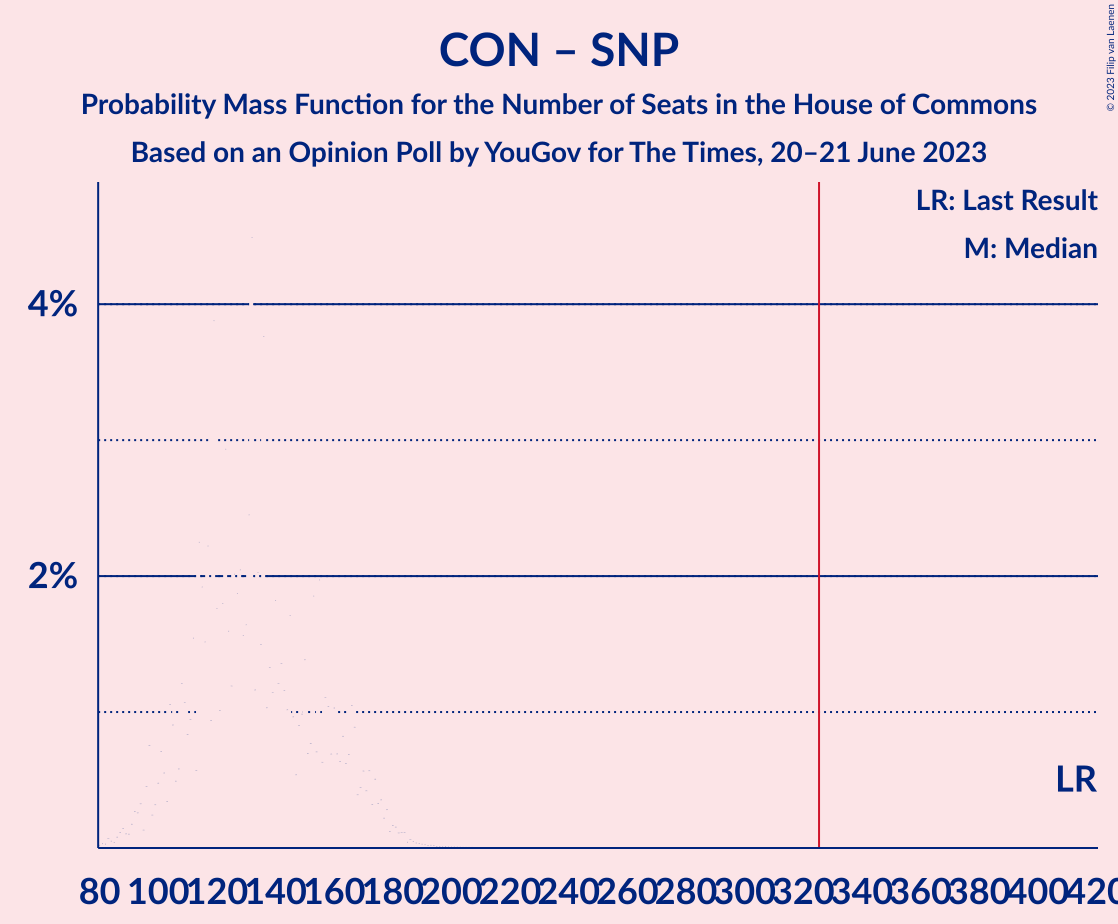 CON – SNP
Probability Mass Function for the Number of Seats in the House of Commons
Based on an Opinion Poll by YouGov for The Times, 20–21 June 2023
© 2023 Filip van Laenen
LR: Last Result
M: Median
4%
2%
LR
80 100 120 140 160 180 200 220 240 260 280 300 320 340 360 380 400 420